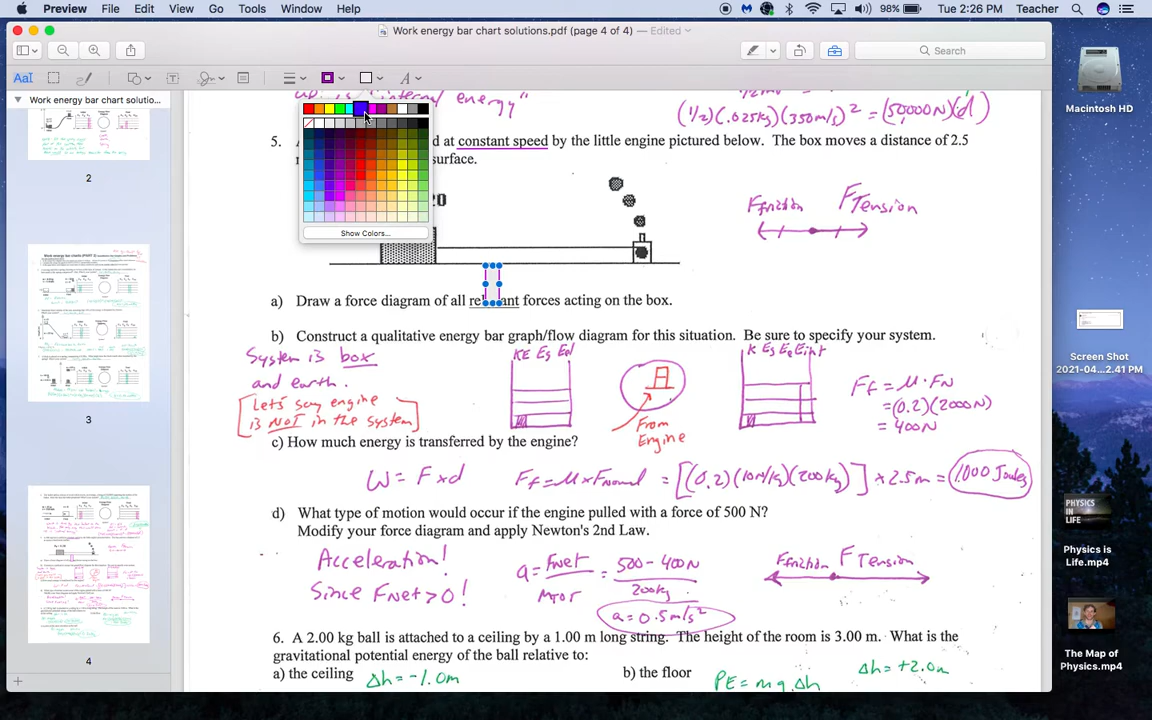 Preview File Edit View Go Tools Window Help 98% Tue 2:26 PM Teacher
Work energy bar chart solutions.pdf (page 4 of 4) — Edited
Search
Work energy bar chart solutio...
2
3
4
Show Colors...
Macintosh HD
Screen Shot
2021-04...2.41 PM
PHYSICS
IN
LIFE
Physics is
Life.mp4
The Map of
Physics.mp4
"internal energy"
(1/2)(.025kg)(350m/s)² = (50,000N)(d)
5. d at constant speed by the little engine pictured below. The box moves a distance of 2.5
surface.
20
Ffriction FTension
a) Draw a force diagram of all relevant forces acting on the box.
b) Construct a qualitative energy bar graph/flow diagram for this situation. Be sure to specify your system.
System is box
and earth.
[Let's say engine
is NOT in the system]
KE Es
From
Engine
K Es Eg Eint
Ff = μ·FN
=(0.2)(2000N)
= 400N
c) How much energy is transferred by the engine?
W = F×d Ff=μ×FNormal = [(0.2)(10N/kg)(200kg)] × 2.5m = 1000 Joules
d) What type of motion would occur if the engine pulled with a force of 500 N?
Modify your force diagram and apply Newton's 2nd Law.
Acceleration!
Since FNet>0!
a = Fnet = 500-400N
MTOT 200kg
a=0.5m/s²
Ffriction FTension
6. A 2.00 kg ball is attached to a ceiling by a 1.00 m long string. The height of the room is 3.00 m. What is the
gravitational potential energy of the ball relative to:
a) the ceiling Δh=-1.0m b) the floor Δh=+2.0m
PE=mgΔh